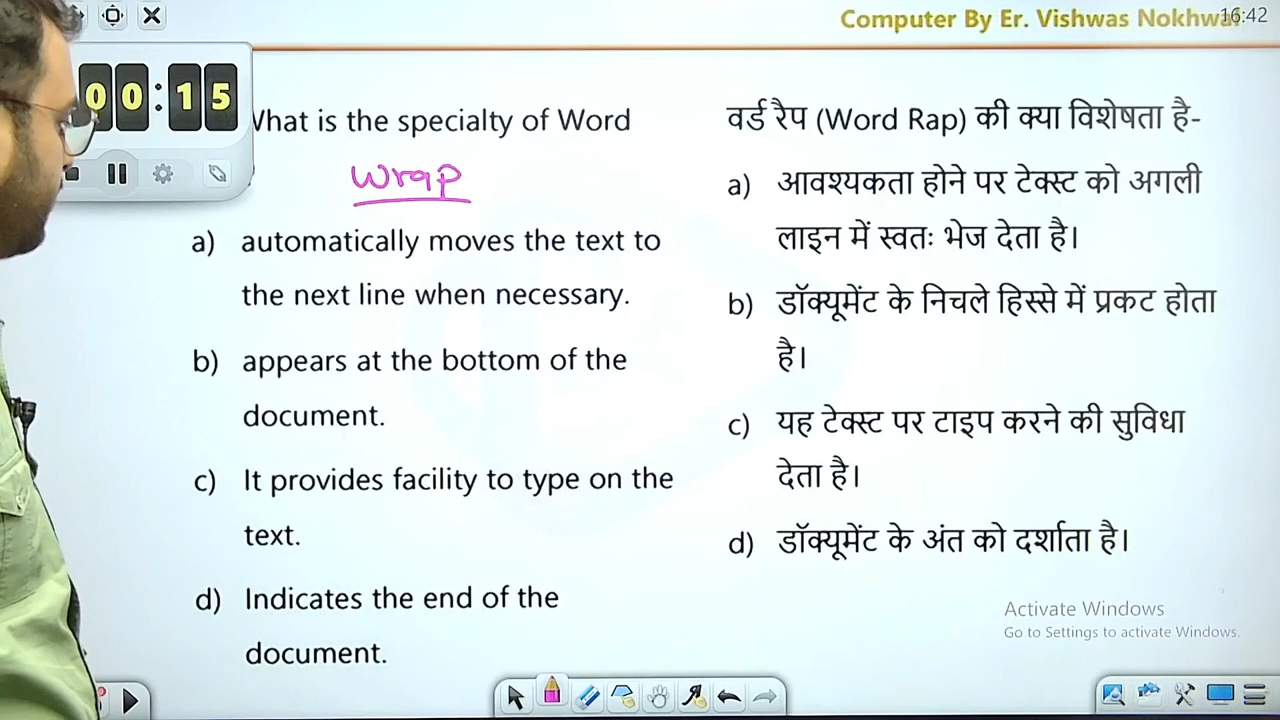 Computer By Er. Vishwas
16:42
00:15
What is the specialty of Word
wrap
a) automatically moves the text to
the next line when necessary.
b) appears at the bottom of the
document.
c) It provides facility to type on the
text.
d) Indicates the end of the
document.
वर्ड रैप (Word Rap) की क्या विशेषता है-
a) आवश्यकता होने पर टेक्स्ट को अगली
लाइन में स्वतः भेज देता है।
b) डॉक्यूमेंट के निचले हिस्से में प्रकट होता
है।
c) यह टेक्स्ट पर टाइप करने की सुविधा
देता है।
d) डॉक्यूमेंट के अंत को दर्शाता है।
Activate Windows
Go to Settings to activate Windows.